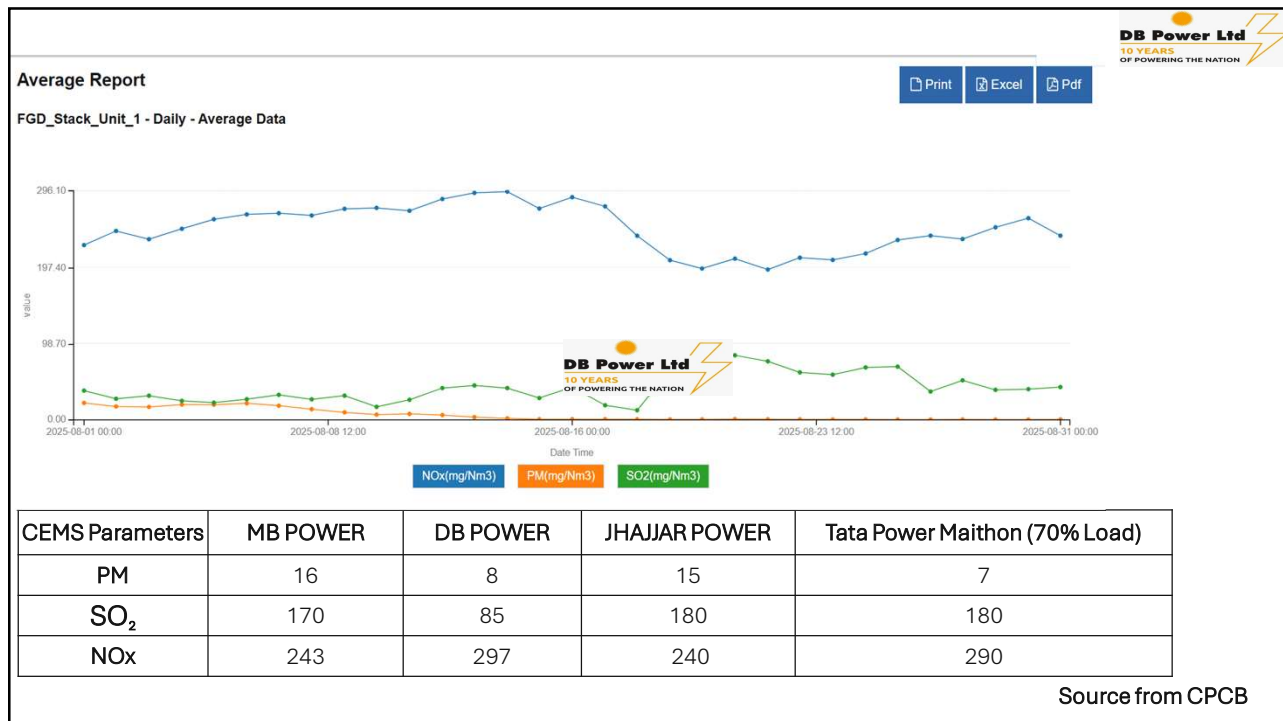 DB Power Ltd
10 YEARS
OF POWERING THE NATION
Average Report
Print Excel Pdf
FGD_Stack_Unit_1 - Daily - Average Data
296.10
197.40
98.70
0.00
value
DB Power Ltd
10 YEARS
OF POWERING THE NATION
2025-08-01 00:00 2025-08-08 12:00 2025-08-16 00:00 2025-08-23 12:00 2025-08-31 00:00
Date Time
NOx(mg/Nm3) PM(mg/Nm3) SO2(mg/Nm3)
CEMS Parameters MB POWER DB POWER JHAJJAR POWER Tata Power Maithon (70% Load)
PM 16 8 15 7
SO₂ 170 85 180 180
NOx 243 297 240 290
Source from CPCB